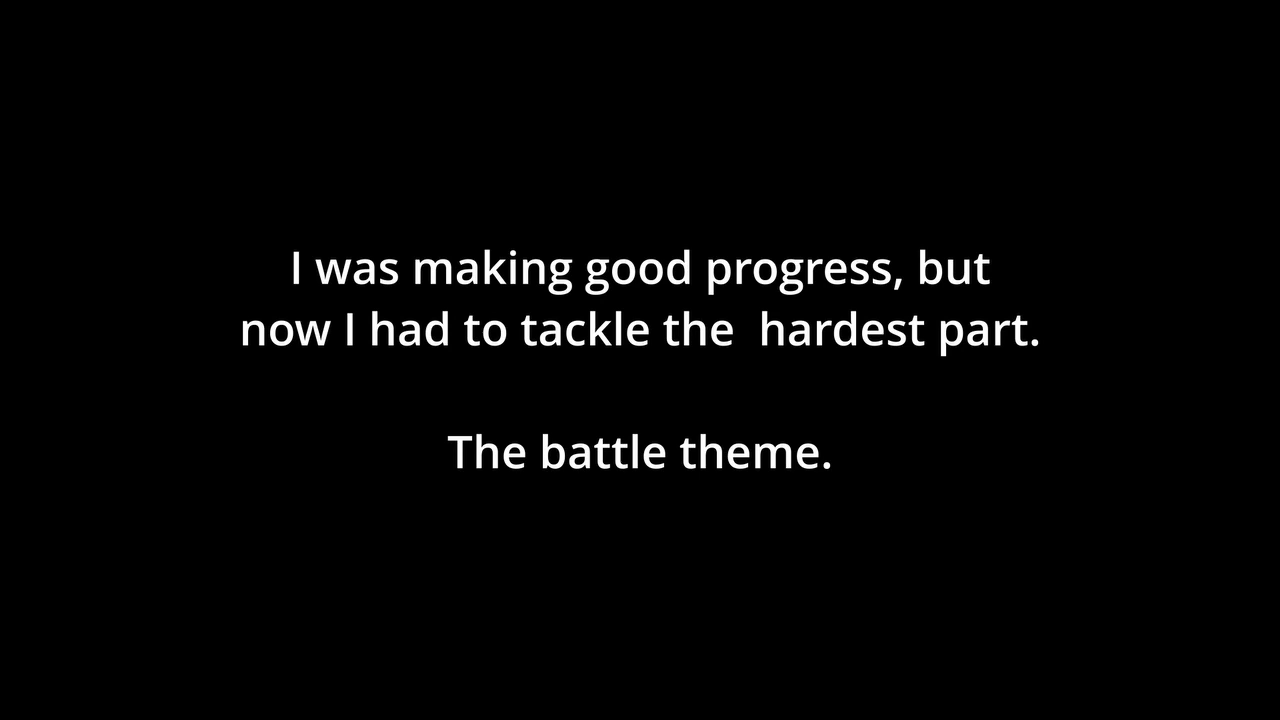 I was making good progress, but
now I had to tackle the  hardest part.
The battle theme.